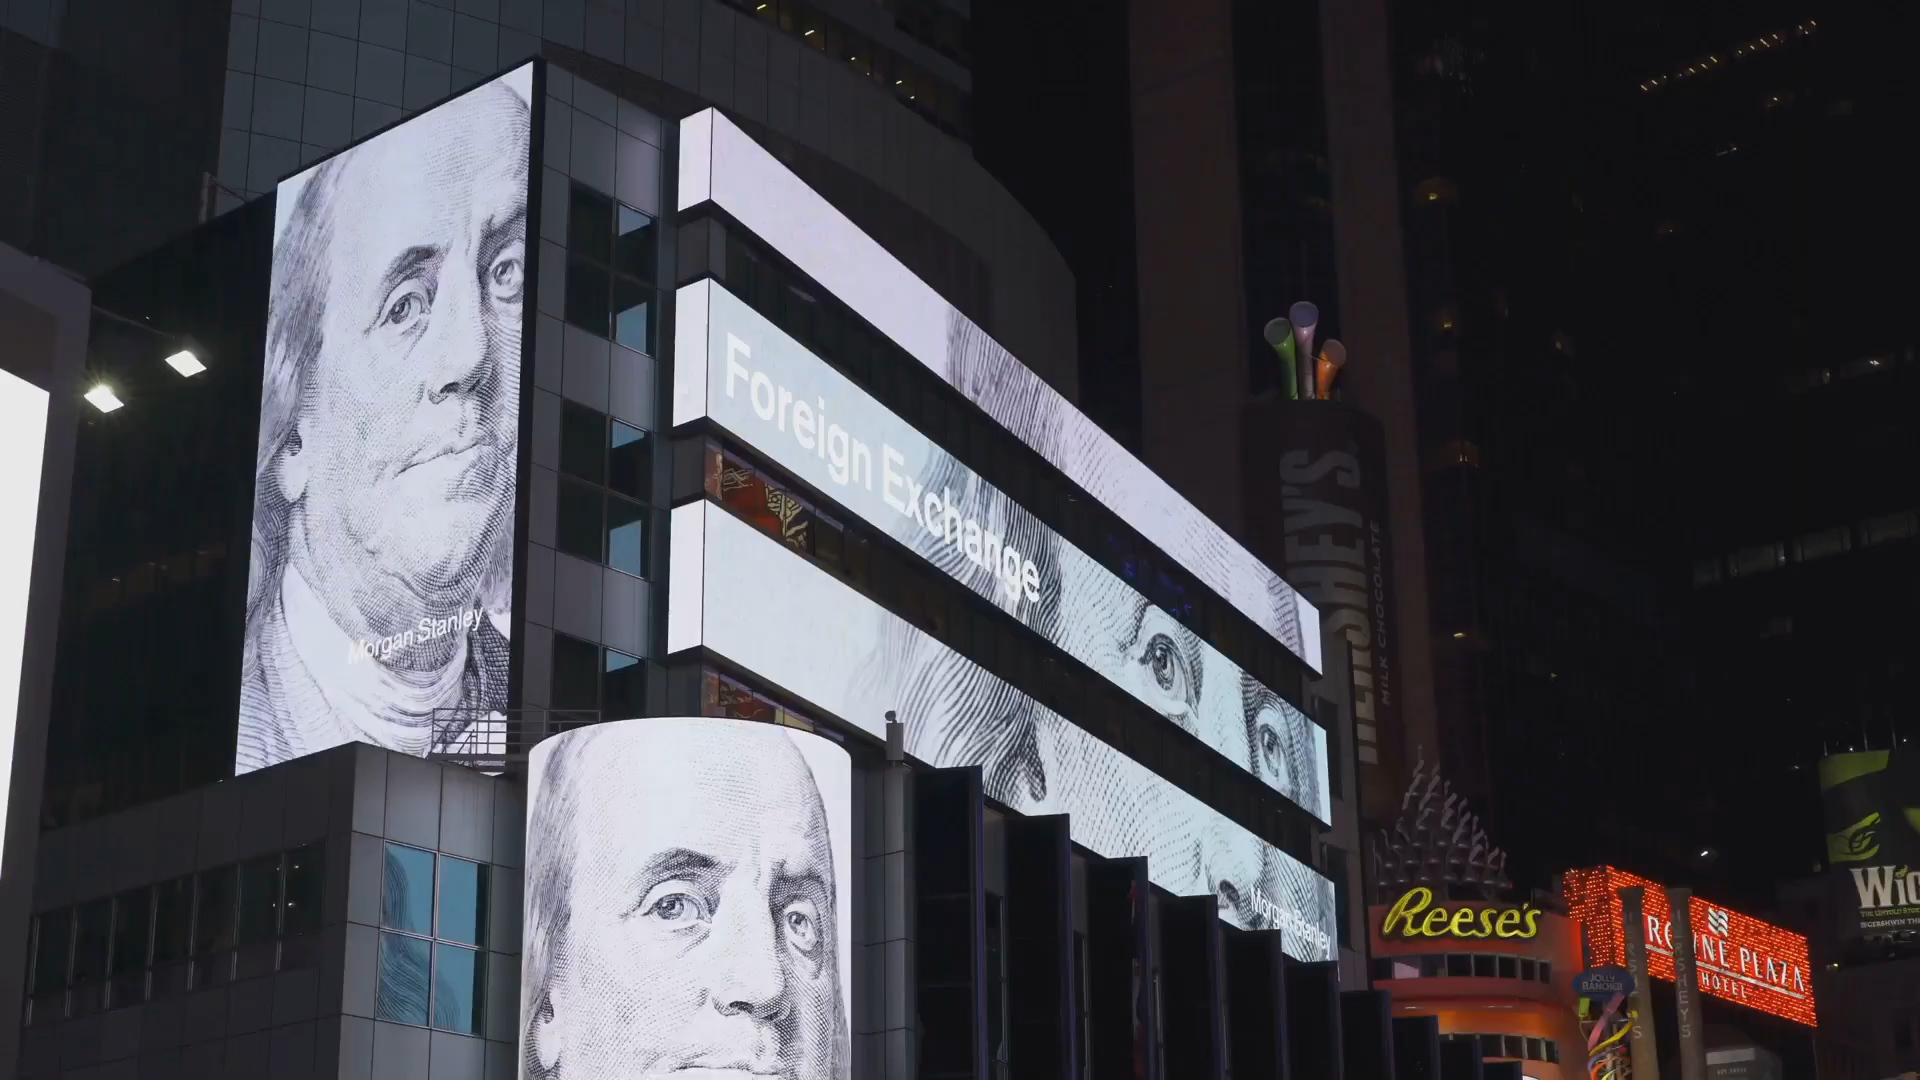 Morgan Stanley
Foreign Exchange
Morgan Stanley
HERSHEY'S
MILK CHOCOLATE
Reese's
JOLLY
RANCHER
PLAZA
HOTEL
HERSHEY'S